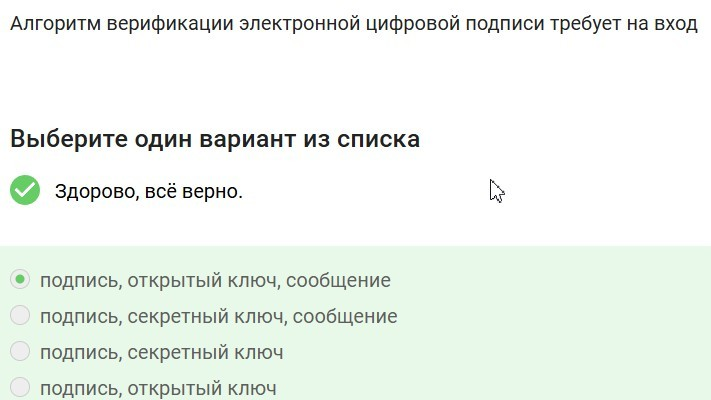 Алгоритм верификации электронной цифровой подписи требует на вход
Выберите один вариант из списка
Здорово, всё верно.
подпись, открытый ключ, сообщение
подпись, секретный ключ, сообщение
подпись, секретный ключ
подпись, открытый ключ